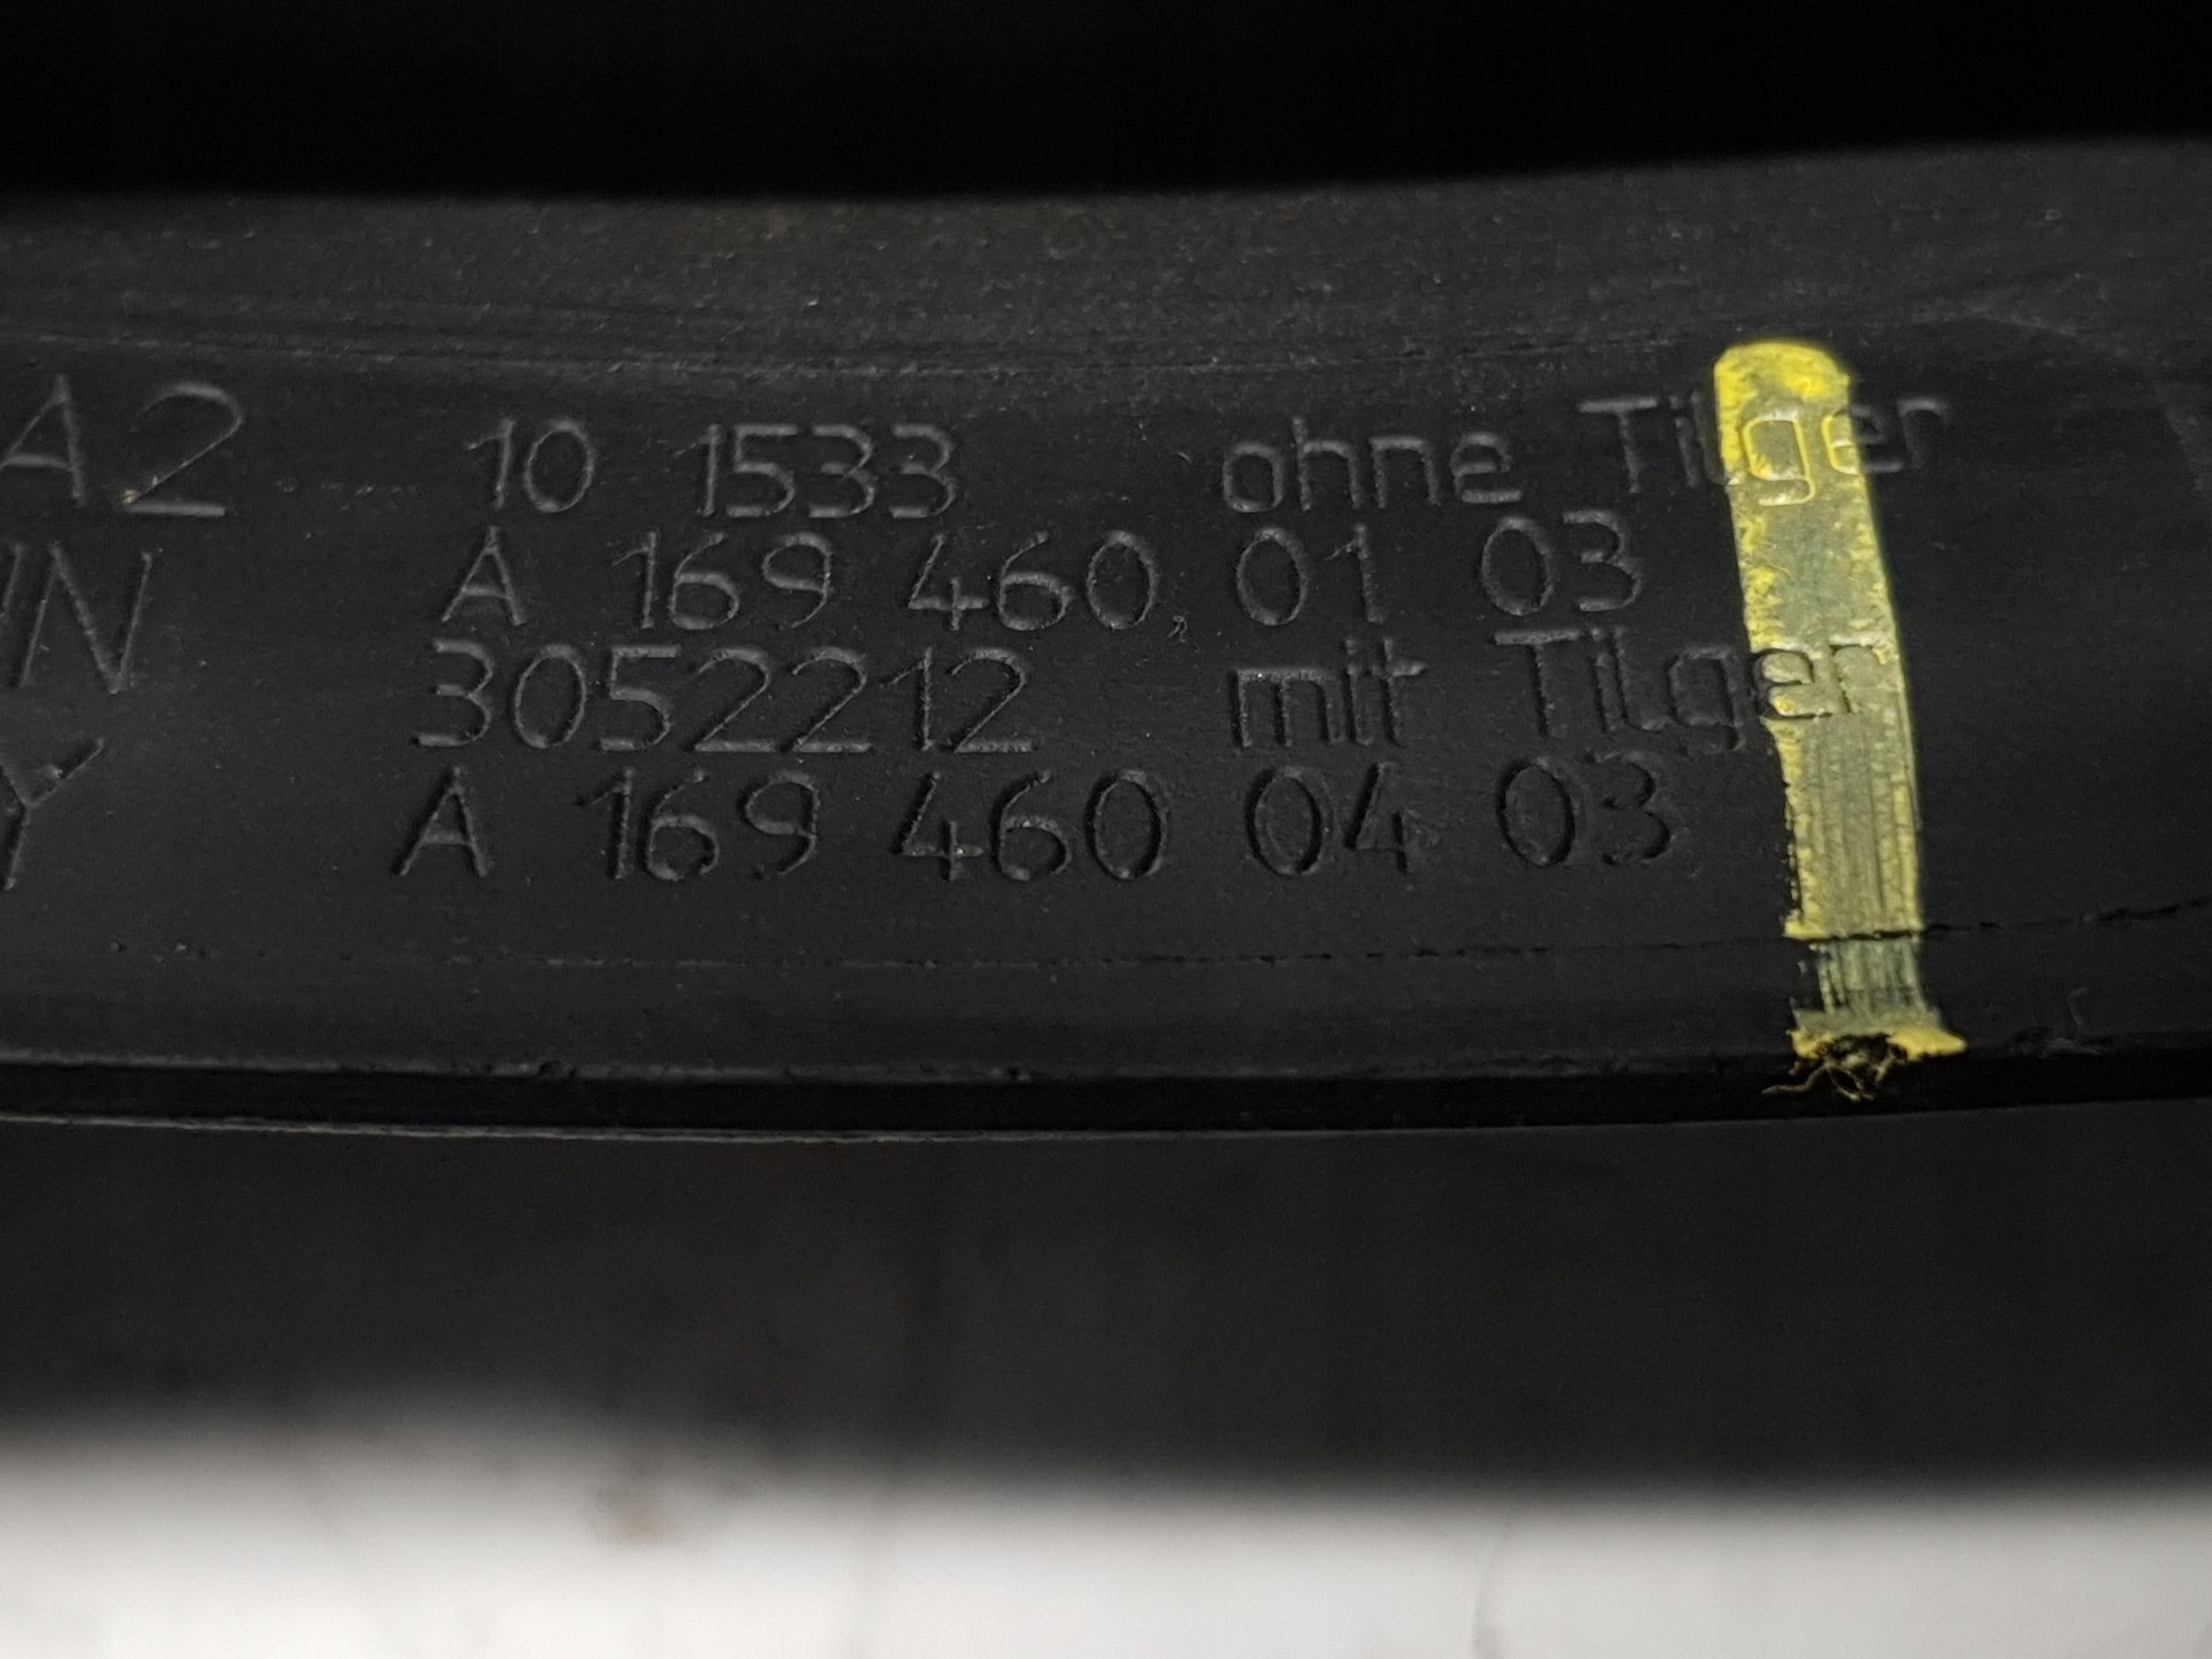 A2 10 1533 ohne Tilger
A 169 460 01 03
3052212 mit Tilger
A 169 460 04 03